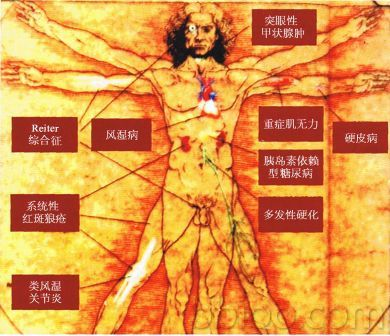 突眼性
甲状腺肿
Reiter
综合征
风湿病
重症肌无力
硬皮病
胰岛素依赖
型糖尿病
系统性
红斑狼疮
多发性硬化
类风湿
关节炎